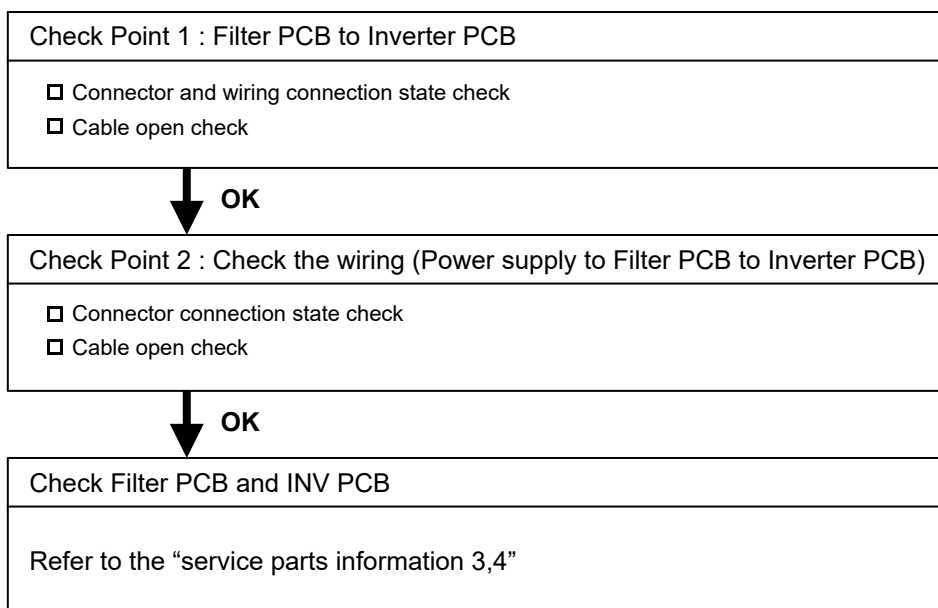 Check Point 1 : Filter PCB to Inverter PCB
Connector and wiring connection state check
Cable open check
OK
Check Point 2 : Check the wiring (Power supply to Filter PCB to Inverter PCB)
Connector connection state check
Cable open check
OK
Check Filter PCB and INV PCB
Refer to the “service parts information 3,4”